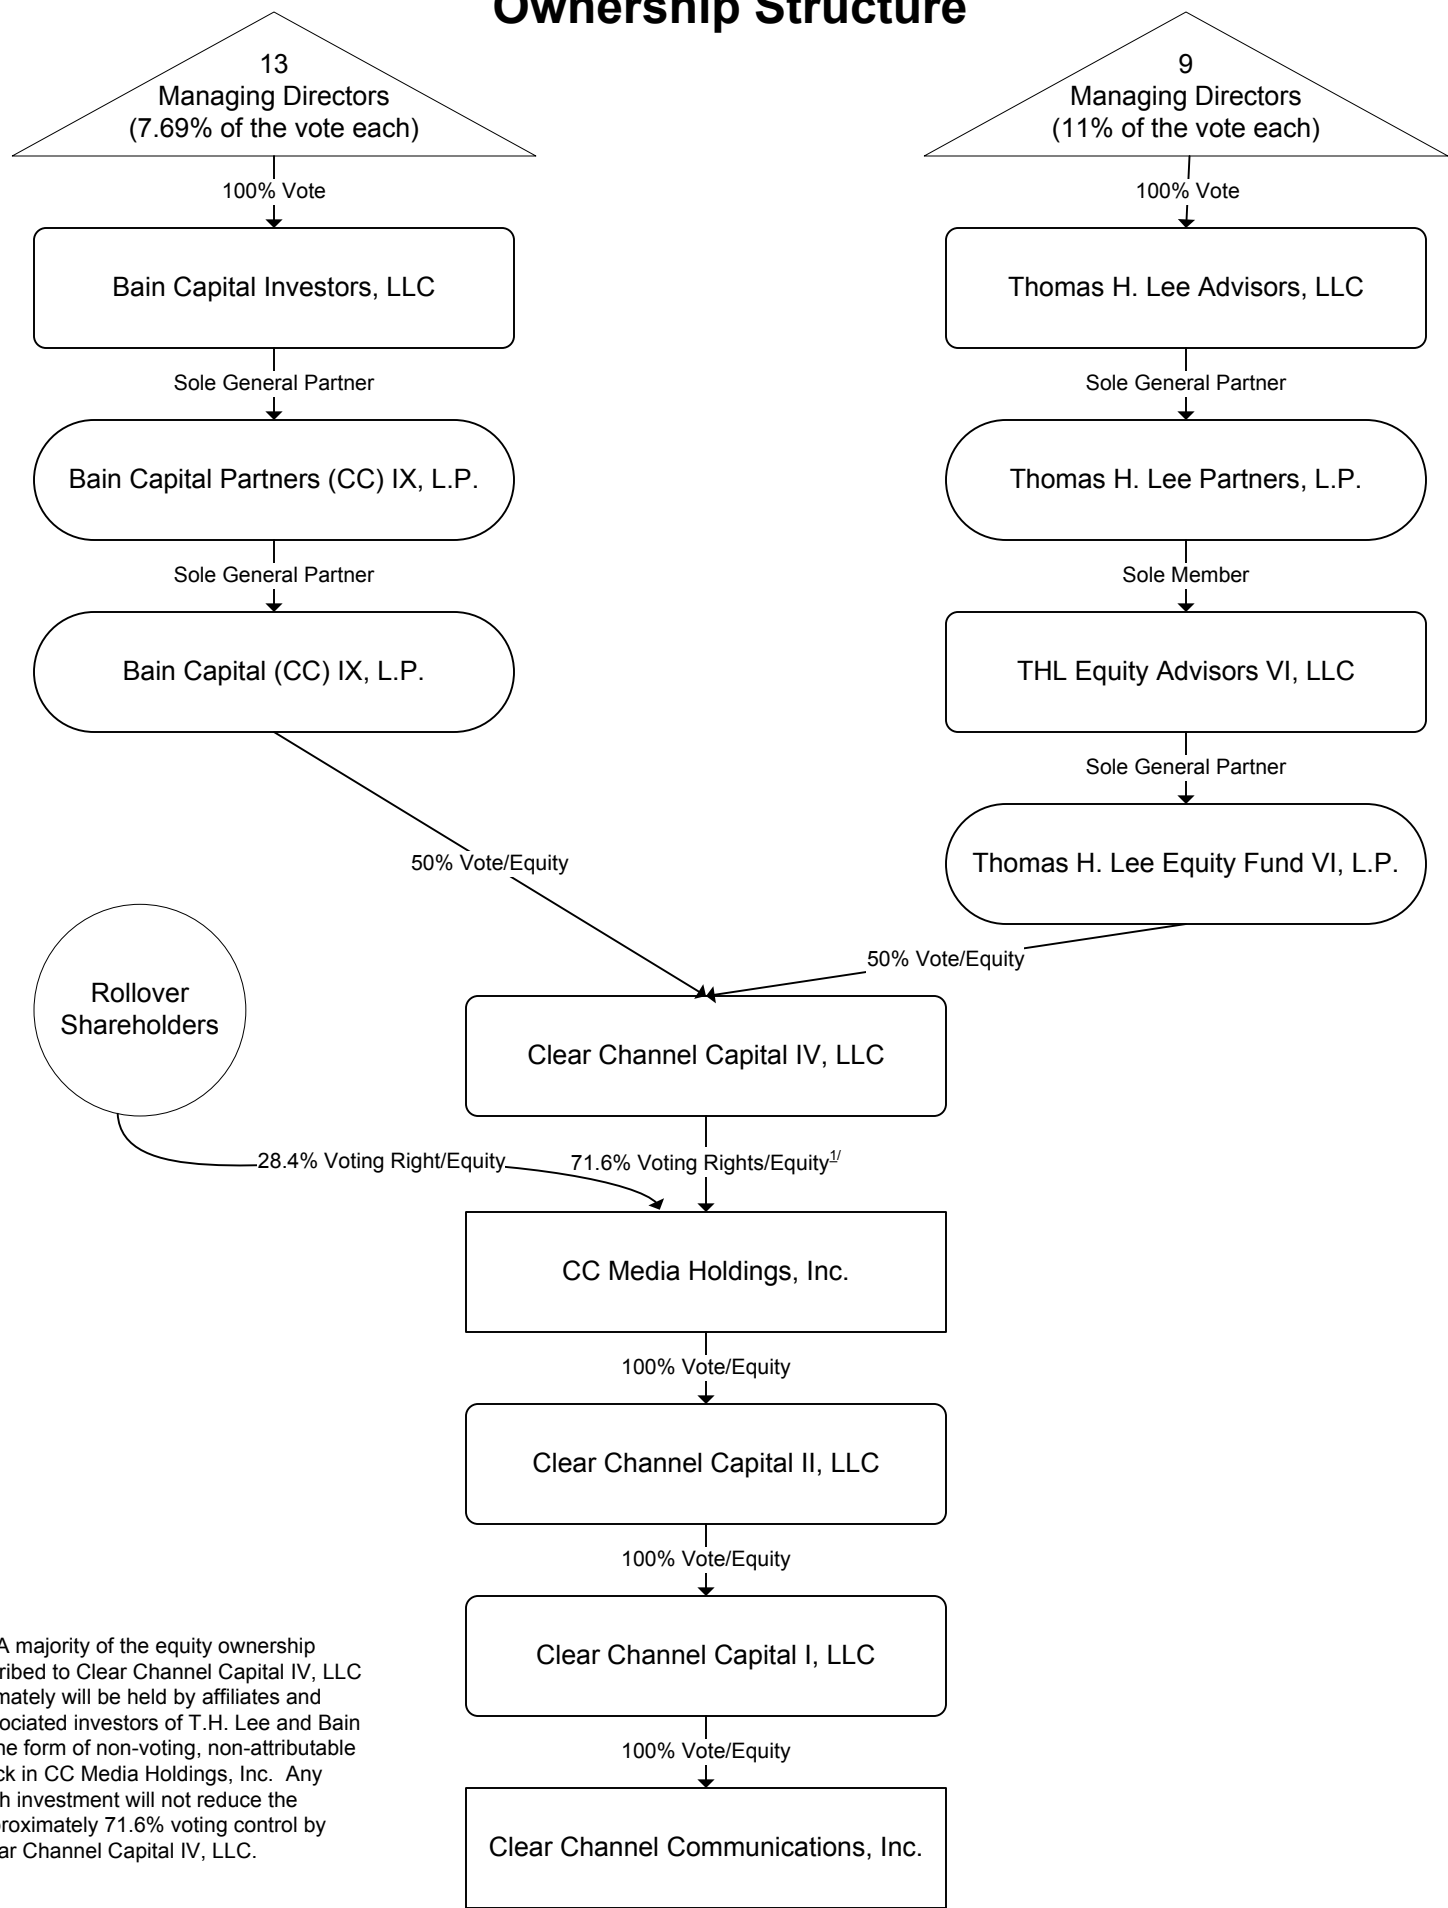 Ownership Structure
13
Managing Directors
(7.69% of the vote each)
9
Managing Directors
(11% of the vote each)
100% Vote
100% Vote
Bain Capital Investors, LLC
Thomas H. Lee Advisors, LLC
Sole General Partner
Sole General Partner
Bain Capital Partners (CC) IX, L.P.
Thomas H. Lee Partners, L.P.
Sole General Partner
Sole Member
Bain Capital (CC) IX, L.P.
THL Equity Advisors VI, LLC
Sole General Partner
50% Vote/Equity
Thomas H. Lee Equity Fund VI, L.P.
50% Vote/Equity
Rollover
Shareholders
Clear Channel Capital IV, LLC
28.4% Voting Right/Equity
71.6% Voting Rights/Equity1/
CC Media Holdings, Inc.
100% Vote/Equity
Clear Channel Capital II, LLC
100% Vote/Equity
Clear Channel Capital I, LLC
100% Vote/Equity
Clear Channel Communications, Inc.
A majority of the equity ownership
to Clear Channel Capital IV, LLC
will be held by affiliates and
investors of T.H. Lee and Bain
form of non-voting, non-attributable
in CC Media Holdings, Inc. Any
investment will not reduce the
71.6% voting control by
Channel Capital IV, LLC.